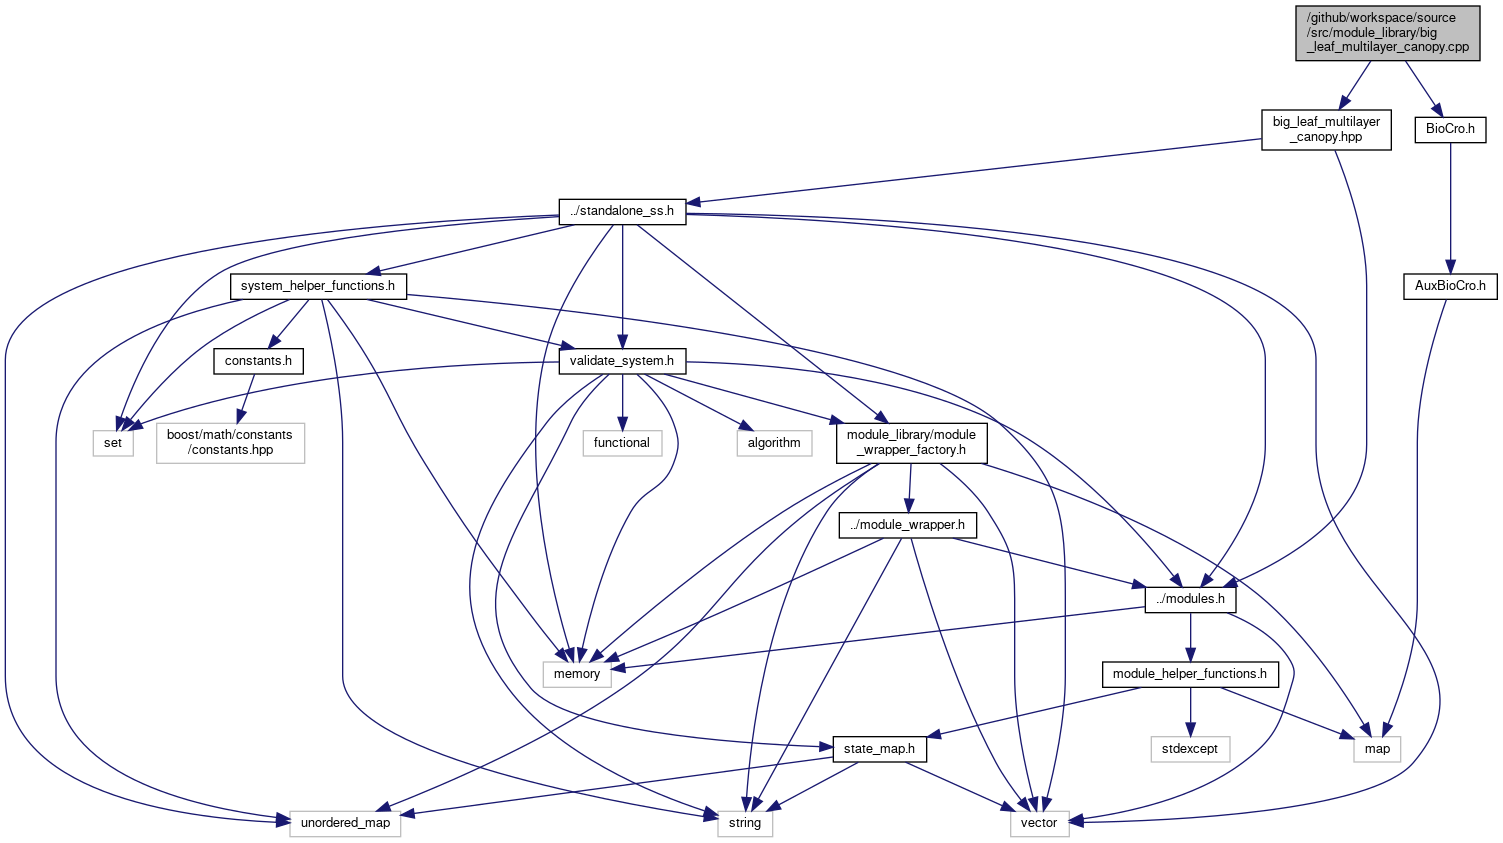 /github/workspace/source
/src/module_library/big
_leaf_multilayer_canopy.cpp
big_leaf_multilayer
_canopy.hpp
BioCro.h
../standalone_ss.h
system_helper_functions.h
AuxBioCro.h
constants.h
validate_system.h
set
boost/math/constants
/constants.hpp
functional
algorithm
module_library/module
_wrapper_factory.h
../module_wrapper.h
../modules.h
memory
module_helper_functions.h
state_map.h
stdexcept
map
unordered_map
string
vector